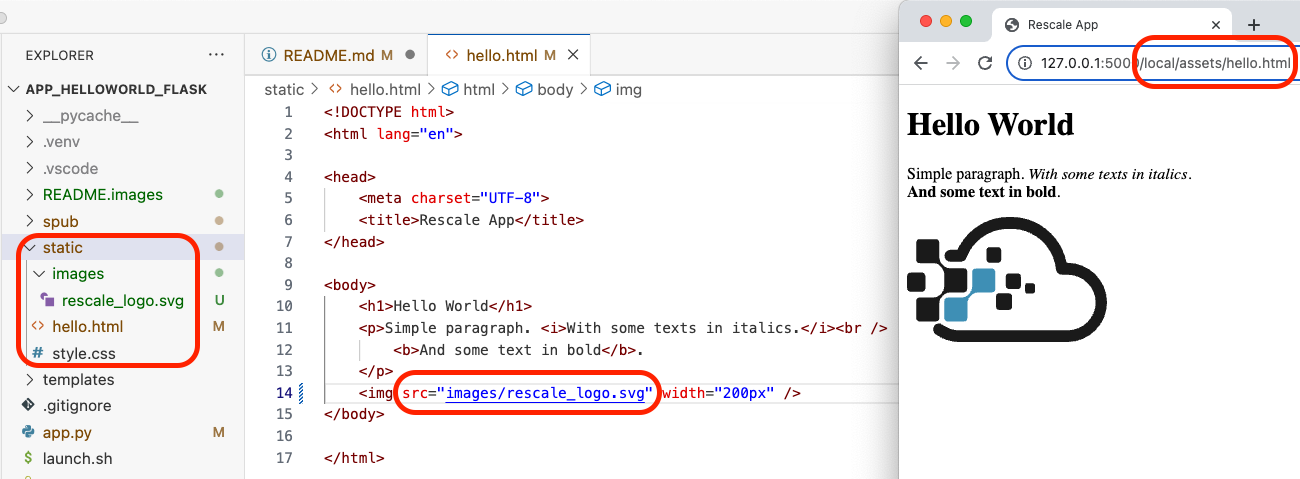 EXPLORER ···
APP_HELLOWORLD_FLASK
__pycache__
.venv
.vscode
README.images
spub
static
images
rescale_logo.svg U
hello.html M
style.css
templates
.gitignore
app.py M
launch.sh
README.md M
hello.html M
static > hello.html > html > body > img
1 <!DOCTYPE html>
2 <html lang="en">
3
4 <head>
5 <meta charset="UTF-8">
6 <title>Rescale App</title>
7 </head>
8
9 <body>
10 <h1>Hello World</h1>
11 <p>Simple paragraph. <i>With some texts in italics.</i><br />
12 <b>And some text in bold</b>.
13 </p>
14 <img src="images/rescale_logo.svg" width="200px" />
15 </body>
16
17 </html>
Rescale App
127.0.0.1:5000/local/assets/hello.html
Hello World
Simple paragraph. With some texts in italics.
And some text in bold.